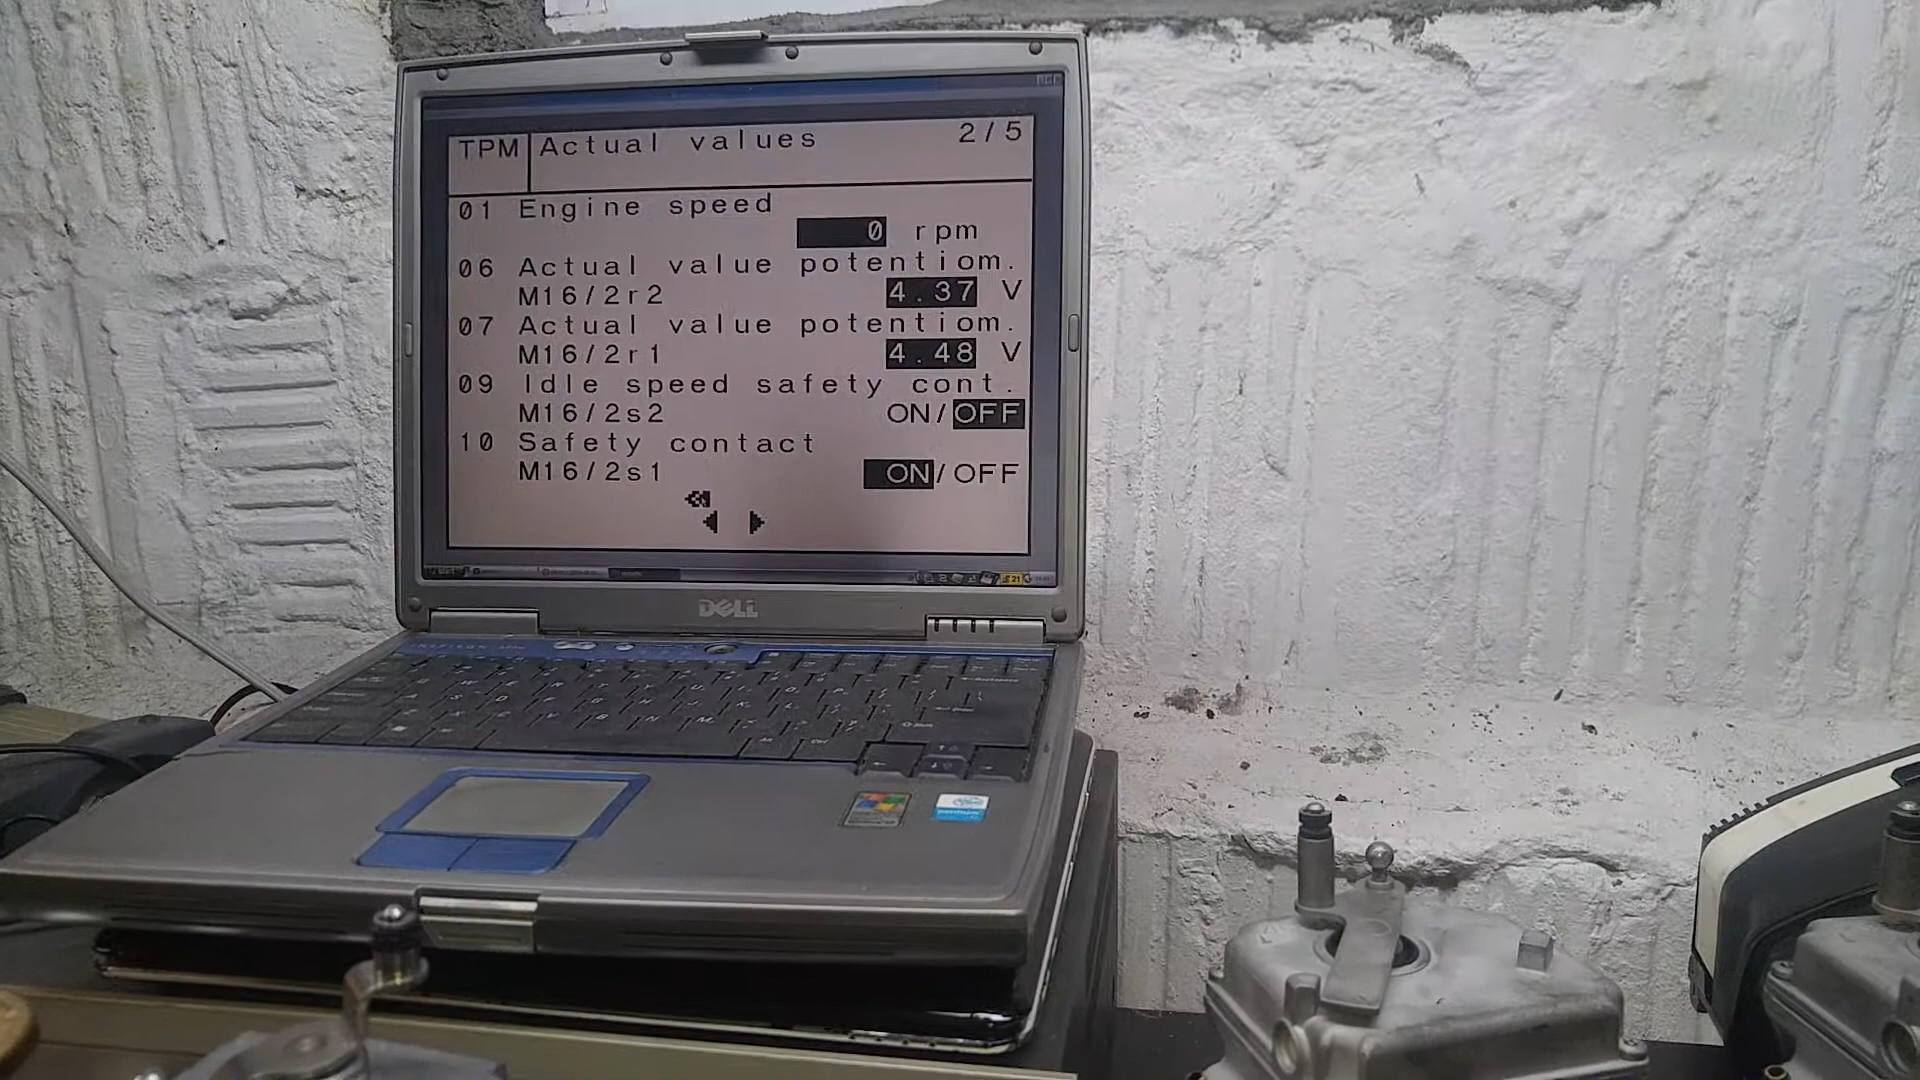 TPM Actual values 2/5
01 Engine speed
0 rpm
06 Actual value potentiom.
M16/2r2 4.37 V
07 Actual value potentiom.
M16/2r1 4.48 V
09 Idle speed safety cont.
M16/2s2 ON/OFF
10 Safety contact
M16/2s1 ON/OFF
21
DELL